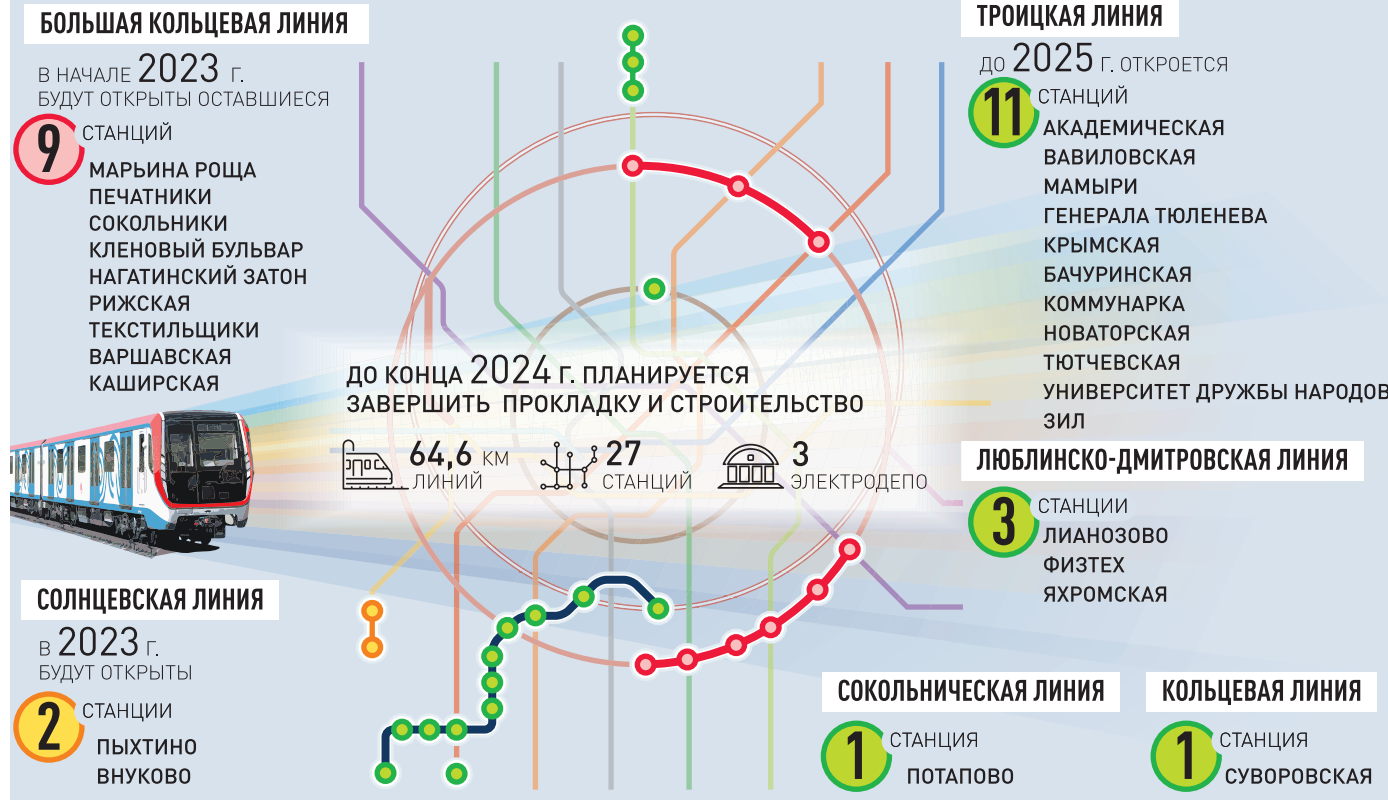 БОЛЬШАЯ КОЛЬЦЕВАЯ ЛИНИЯ
В НАЧАЛЕ 2023 Г.
БУДУТ ОТКРЫТЫ ОСТАВШИЕСЯ
9 СТАНЦИЙ
МАРЬИНА РОЩА
ПЕЧАТНИКИ
СОКОЛЬНИКИ
КЛЕНОВЫЙ БУЛЬВАР
НАГАТИНСКИЙ ЗАТОН
РИЖСКАЯ
ТЕКСТИЛЬЩИКИ
ВАРШАВСКАЯ
КАШИРСКАЯ
ДО КОНЦА 2024 Г. ПЛАНИРУЕТСЯ
ЗАВЕРШИТЬ ПРОКЛАДКУ И СТРОИТЕЛЬСТВО
64,6 КМ
ЛИНИЙ
27
СТАНЦИЙ
3
ЭЛЕКТРОДЕПО
СОЛНЦЕВСКАЯ ЛИНИЯ
В 2023 Г.
БУДУТ ОТКРЫТЫ
2 СТАНЦИИ
ПЫХТИНО
ВНУКОВО
ТРОИЦКАЯ ЛИНИЯ
ДО 2025 Г. ОТКРОЕТСЯ
11 СТАНЦИЙ
АКАДЕМИЧЕСКАЯ
ВАВИЛОВСКАЯ
МАМЫРИ
ГЕНЕРАЛА ТЮЛЕНЕВА
КРЫМСКАЯ
БАЧУРИНСКАЯ
КОММУНАРКА
НОВАТОРСКАЯ
ТЮТЧЕВСКАЯ
УНИВЕРСИТЕТ ДРУЖБЫ НАРОДОВ
ЗИЛ
ЛЮБЛИНСКО-ДМИТРОВСКАЯ ЛИНИЯ
3 СТАНЦИИ
ЛИАНОЗОВО
ФИЗТЕХ
ЯХРОМСКАЯ
СОКОЛЬНИЧЕСКАЯ ЛИНИЯ
1 СТАНЦИЯ
ПОТАПОВО
КОЛЬЦЕВАЯ ЛИНИЯ
1 СТАНЦИЯ
СУВОРОВСКАЯ